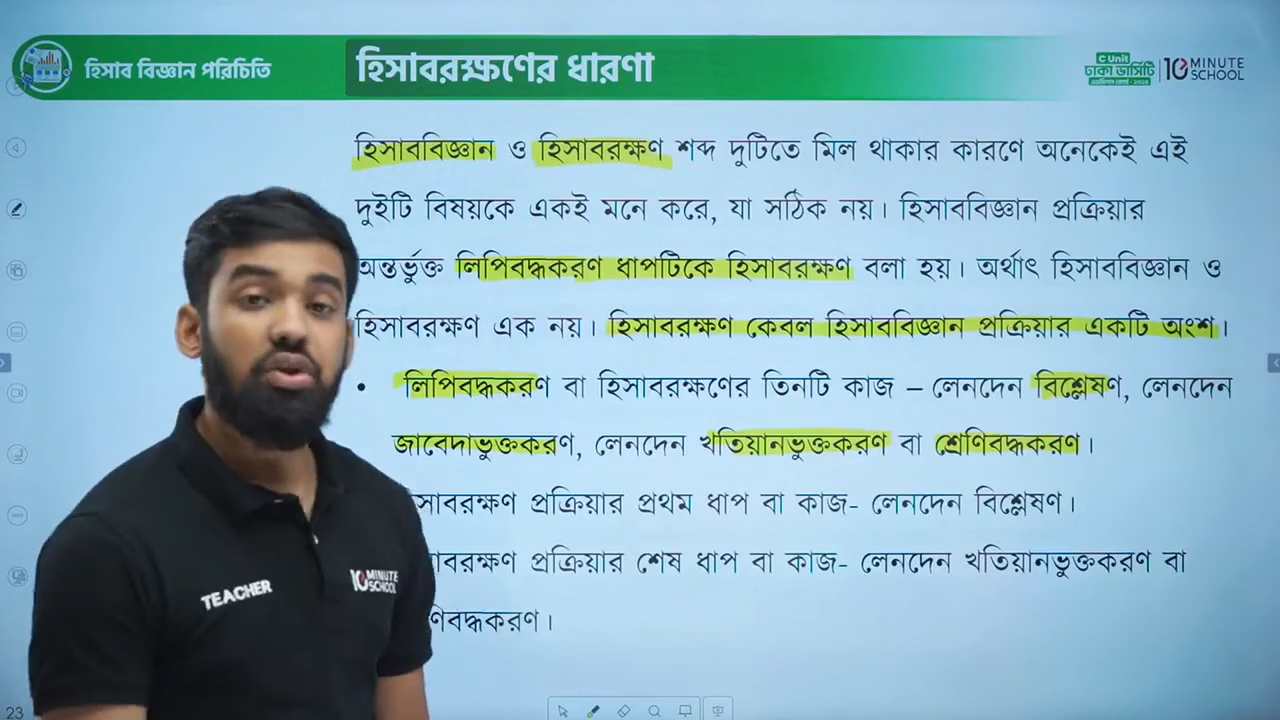 হিসাব বিজ্ঞান পরিচিতি
হিসাবরক্ষণের ধারণা
C Unit
ঢাকা ভার্সিটি
10 MINUTE SCHOOL
হিসাববিজ্ঞান ও হিসাবরক্ষণ শব্দ দুটিতে মিল থাকার কারণে অনেকেই এই
দুইটি বিষয়কে একই মনে করে, যা সঠিক নয়। হিসাববিজ্ঞান প্রক্রিয়ার
অন্তর্ভুক্ত লিপিবদ্ধকরণ ধাপটিকে হিসাবরক্ষণ বলা হয়। অর্থাৎ হিসাববিজ্ঞান ও
হিসাবরক্ষণ এক নয়। হিসাবরক্ষণ কেবল হিসাববিজ্ঞান প্রক্রিয়ার একটি অংশ।
• লিপিবদ্ধকরণ বা হিসাবরক্ষণের তিনটি কাজ – লেনদেন বিশ্লেষণ, লেনদেন
জাবেদাভুক্তকরণ, লেনদেন খতিয়ানভুক্তকরণ বা শ্রেণিবদ্ধকরণ।
সাবরক্ষণ প্রক্রিয়ার প্রথম ধাপ বা কাজ- লেনদেন বিশ্লেষণ।
াবরক্ষণ প্রক্রিয়ার শেষ ধাপ বা কাজ- লেনদেন খতিয়ানভুক্তকরণ বা
ণিবদ্ধকরণ।
TEACHER
10 MINUTE SCHOOL
23